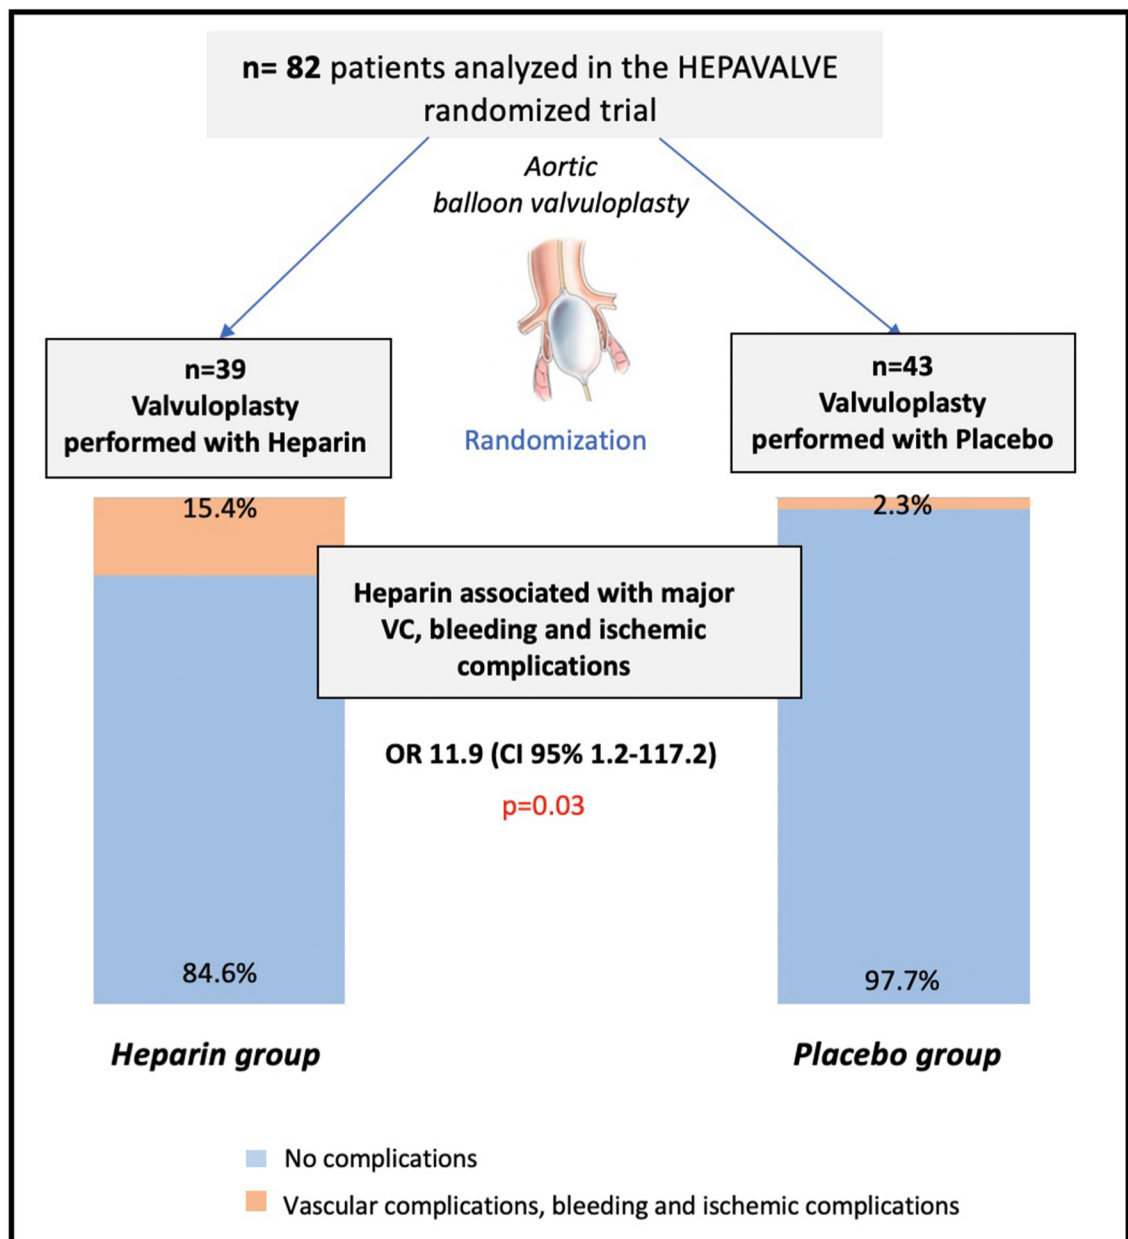 n= 82 patients analyzed in the HEPAVALVE
randomized trial
Aortic
balloon valvuloplasty
n=39
Valvuloplasty
performed with Heparin
Randomization
n=43
Valvuloplasty
performed with Placebo
15.4%
2.3%
Heparin associated with major
VC, bleeding and ischemic
complications
OR 11.9 (CI 95% 1.2-117.2)
p=0.03
84.6%
97.7%
Heparin group
Placebo group
No complications
Vascular complications, bleeding and ischemic complications